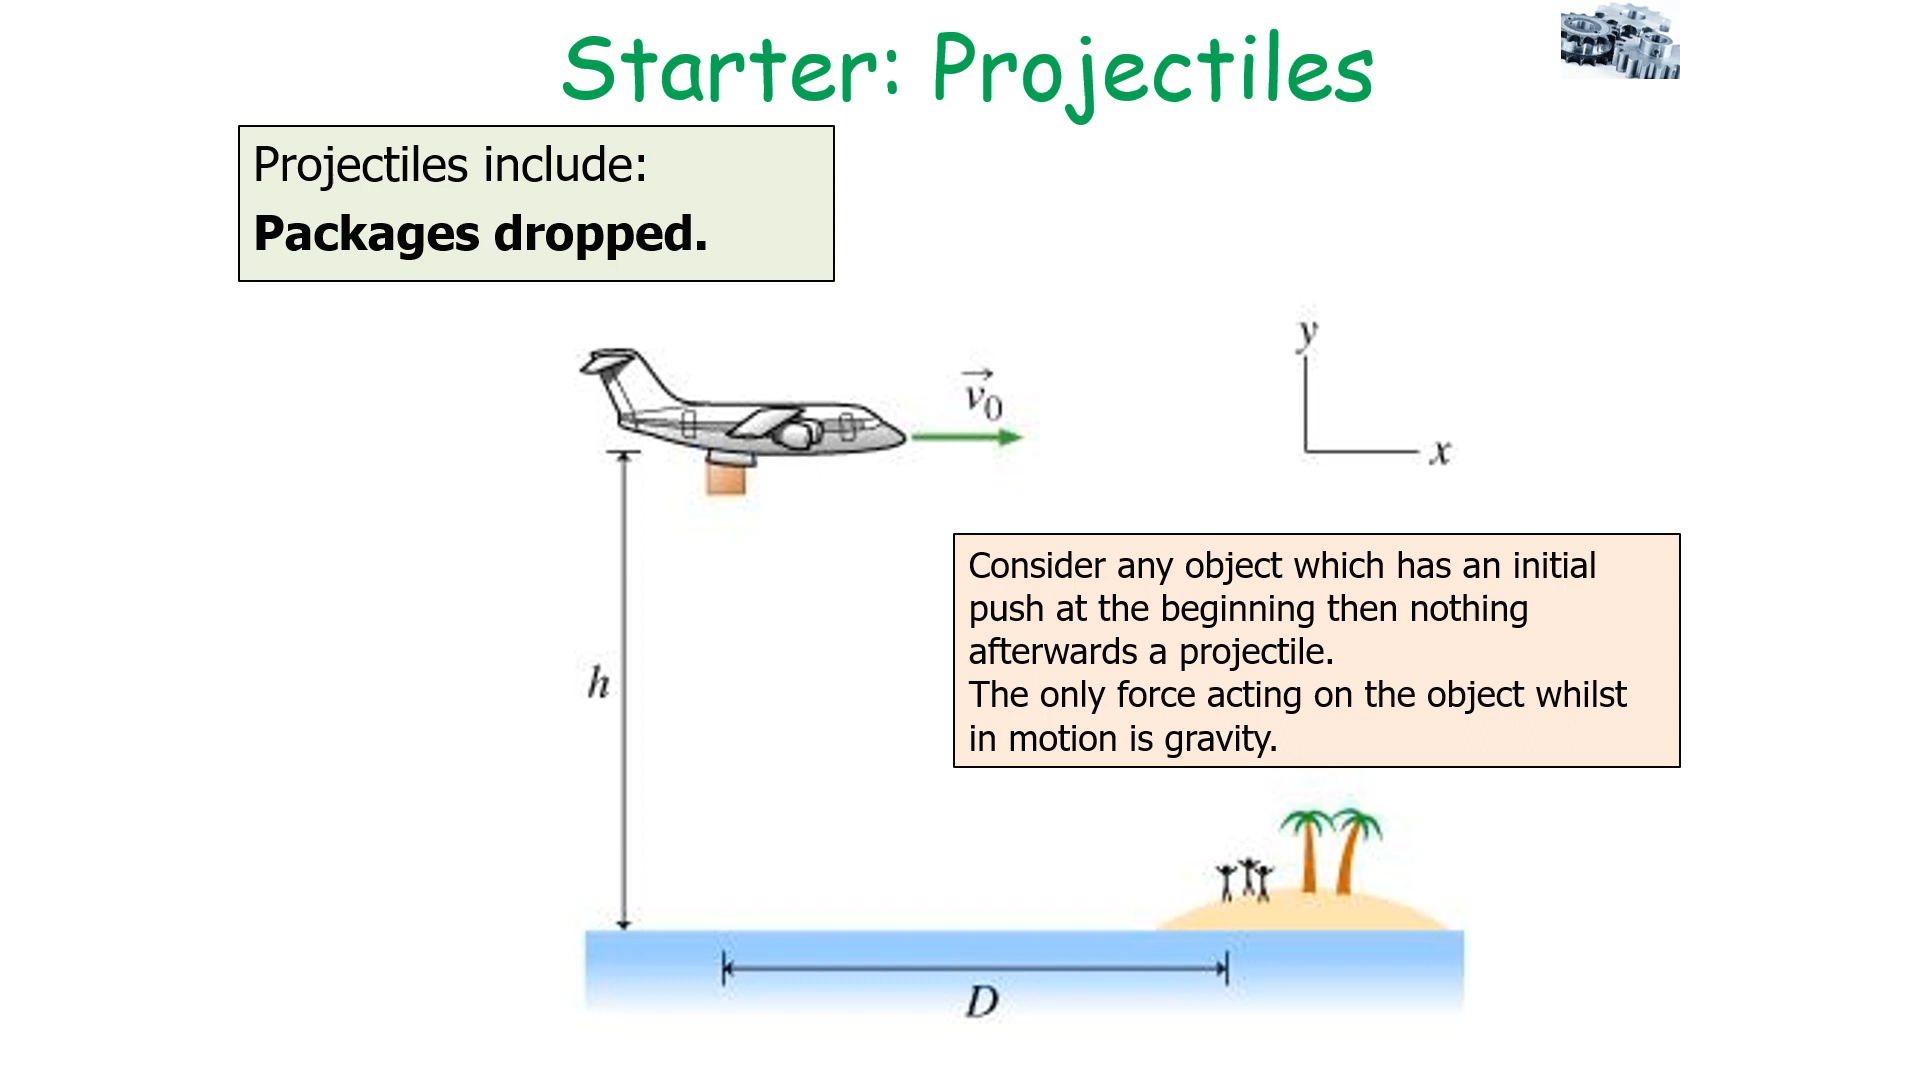 Starter: Projectiles
Projectiles include:
Packages dropped.
y
v⃗0
x
Consider any object which has an initial
push at the beginning then nothing
afterwards a projectile.
The only force acting on the object whilst
in motion is gravity.
h
D